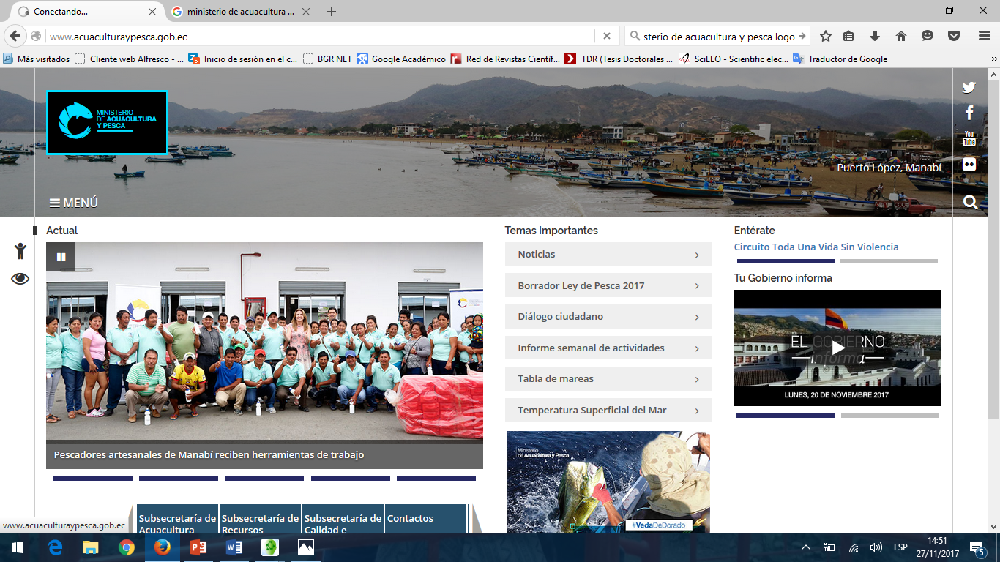 Conectando...
ministerio de acuacultura ...
www.acuaculturaypesca.gob.ec
sterio de acuacultura y pesca logo
Más visitados
Cliente web Alfresco - ...
Inicio de sesión en el c...
BGR NET
Google Académico
Red de Revistas Científ...
TDR (Tesis Doctorales ...
SciELO - Scientific elec...
Traductor de Google
MINISTERIO
DE ACUACULTURA
Y PESCA
You
Tube
Puerto López, Manabí
MENÚ
Actual
Pescadores artesanales de Manabí reciben herramientas de trabajo
Temas Importantes
Noticias
Borrador Ley de Pesca 2017
Diálogo ciudadano
Informe semanal de actividades
Tabla de mareas
Temperatura Superficial del Mar
Ministerio
de Acuacultura y Pesca
#VedaDeDorado
Entérate
Circuito Toda Una Vida Sin Violencia
Tu Gobierno informa
EL GOBIERNO
informa
LUNES, 20 DE NOVIEMBRE 2017
Subsecretaría de
Acuacultura
Subsecretaría de
Recursos
Subsecretaría de
Calidad e
Contactos
www.acuaculturaypesca.gob.ec
ESP
14:51
27/11/2017
5